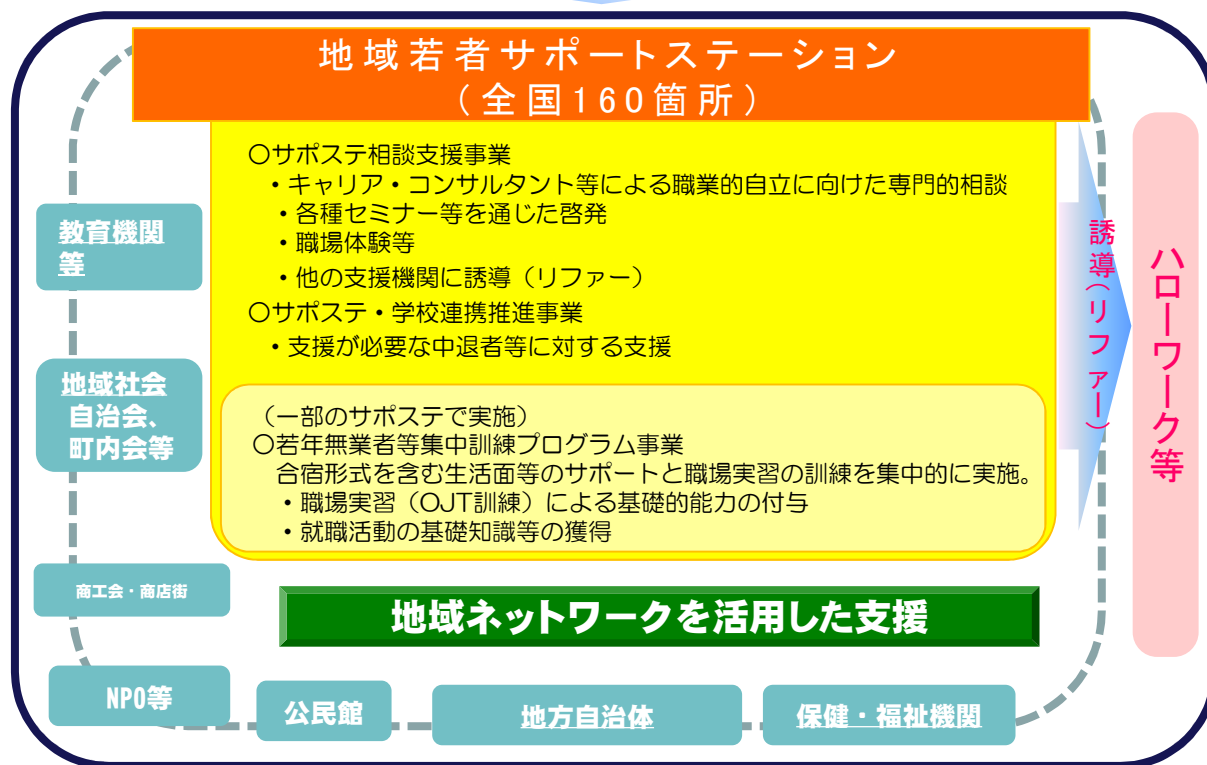 地域若者サポートステーション
（全国160箇所）
〇サポステ相談支援事業
・キャリア・コンサルタント等による職業的自立に向けた専門的相談
・各種セミナー等を通じた啓発
・職場体験等
・他の支援機関に誘導（リファー）
〇サポステ・学校連携推進事業
・支援が必要な中退者等に対する支援
（一部のサポステで実施）
〇若年無業者等集中訓練プログラム事業
合宿形式を含む生活面等のサポートと職場実習の訓練を集中的に実施。
・職場実習（OJT訓練）による基礎的能力の付与
・就職活動の基礎知識等の獲得
誘導（リファー）
ハローワーク等
教育機関
等
地域社会
自治会、
町内会等
商工会・商店街
地域ネットワークを活用した支援
NPO等
公民館
地方自治体
保健・福祉機関